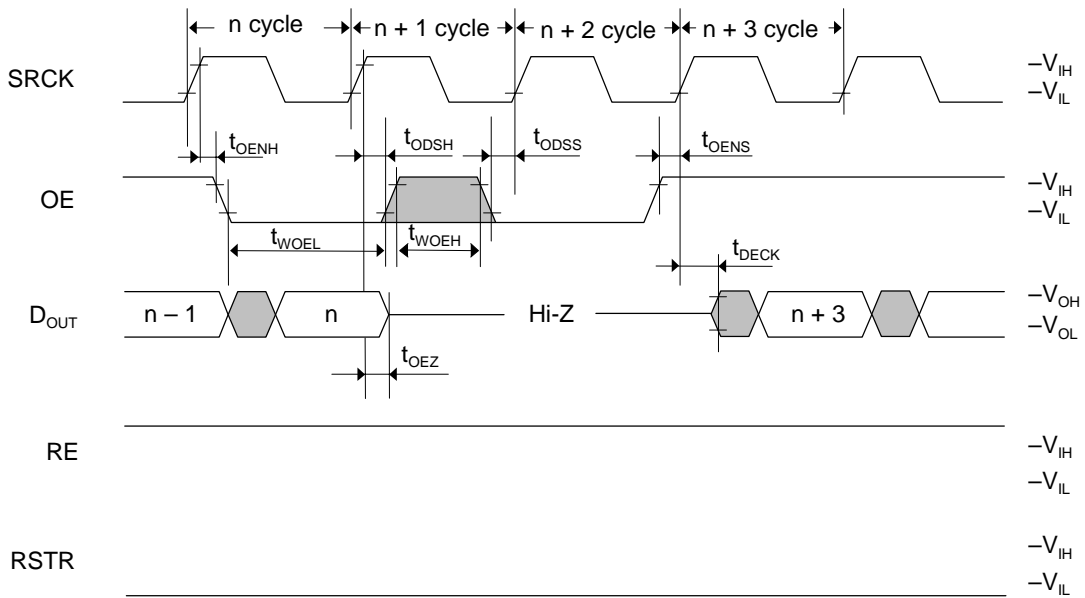 n cycle n + 1 cycle n + 2 cycle n + 3 cycle
SRCK
–VIH
–VIL
tOENH tODSH tODSS tOENS
OE
–VIH
–VIL
tWOEL tWOEH
tDECK
DOUT
n – 1 n Hi-Z n + 3
–VOH
–VOL
tOEZ
RE
–VIH
–VIL
RSTR
–VIH
–VIL